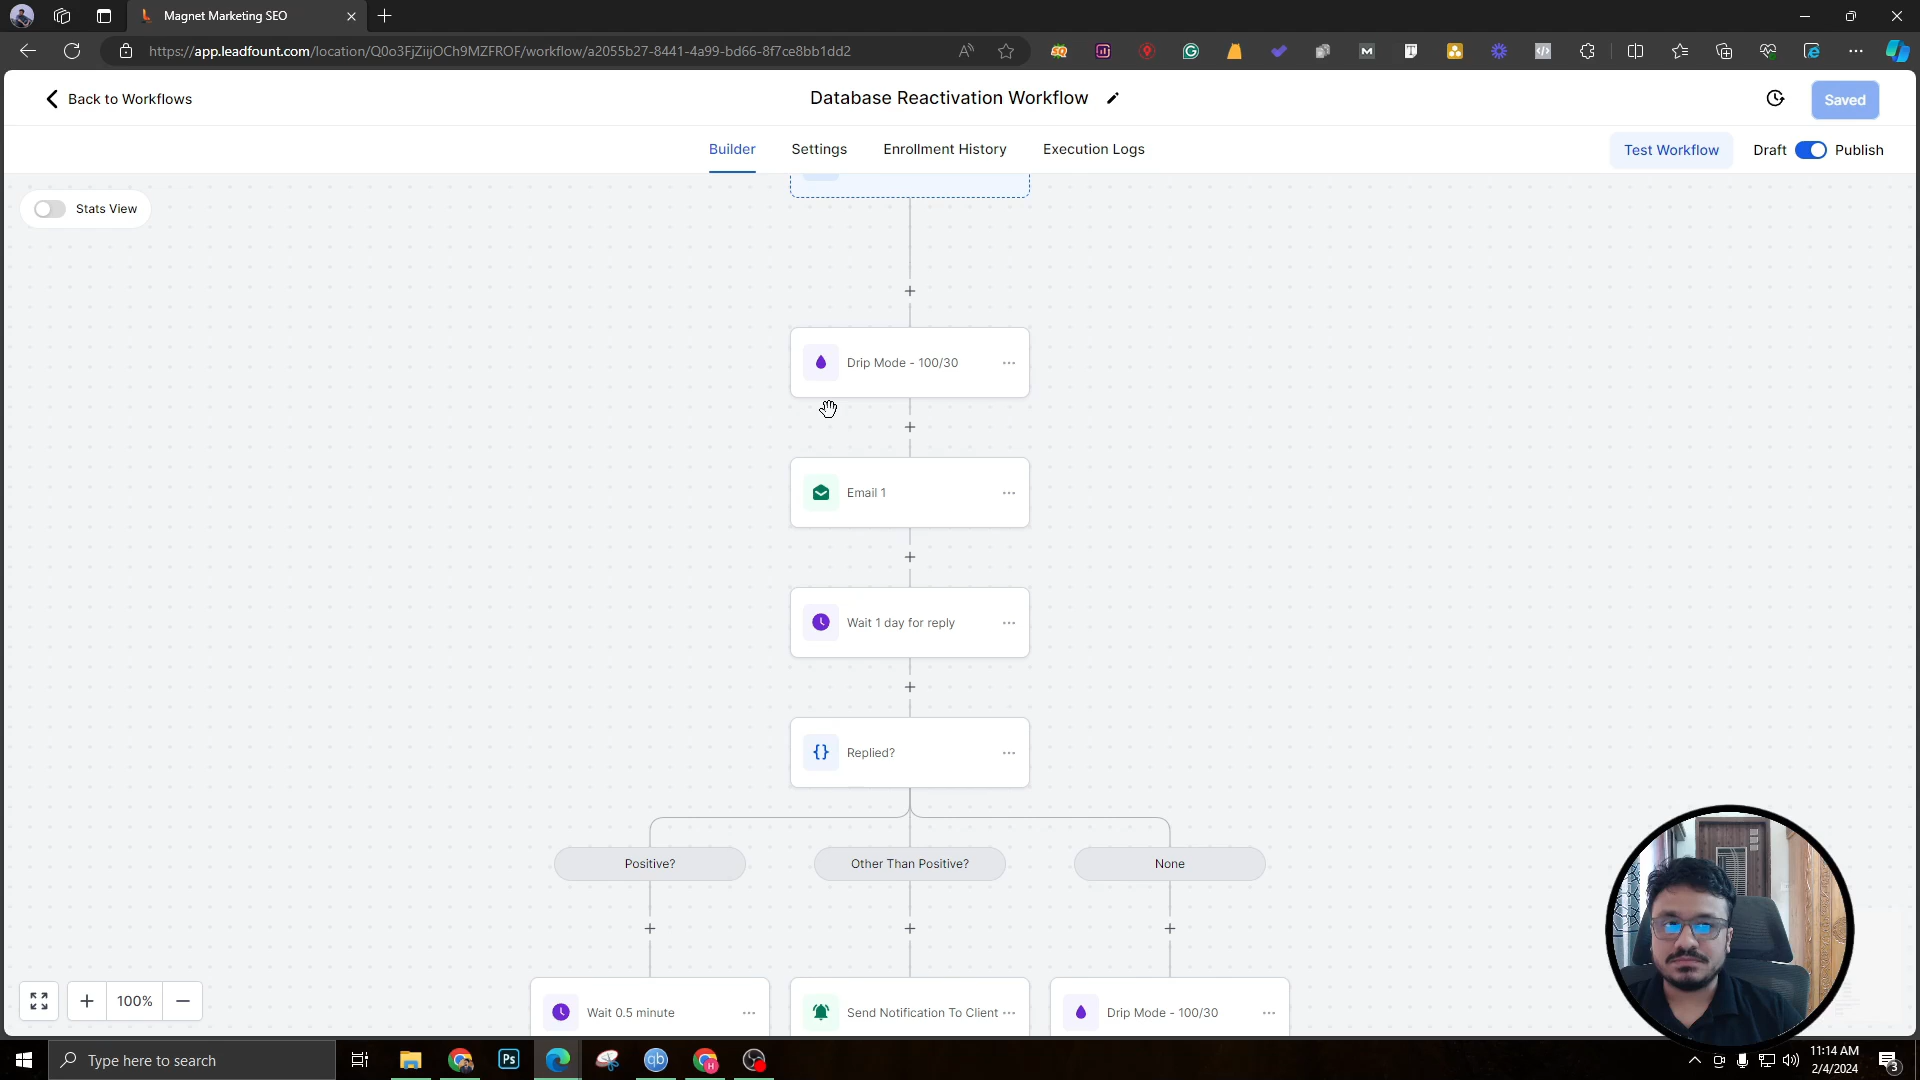 Magnet Marketing SEO
https://app.leadfount.com/location/Q0o3FjZiijOCh9MZFROF/workflow/a2055b27-8441-4a99-bd66-8f7ce8bb1dd2
Back to Workflows
Database Reactivation Workflow
Saved
Builder
Settings
Enrollment History
Execution Logs
Test Workflow
Draft
Publish
Stats View
Drip Mode - 100/30
Email 1
Wait 1 day for reply
Replied?
Positive?
Other Than Positive?
None
Wait 0.5 minute
Send Notification To Client
Drip Mode - 100/30
100%
Type here to search
11:14 AM
2/4/2024
3